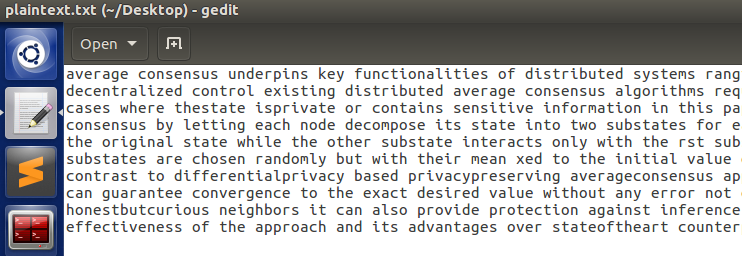 plaintext.txt (~/Desktop) - gedit
Open
average consensus underpins key functionalities of distributed systems rang
decentralized control existing distributed average consensus algorithms req
cases where thestate isprivate or contains sensitive information in this pa
consensus by letting each node decompose its state into two substates for e
the original state while the other substate interacts only with the rst sub
substates are chosen randomly but with their mean xed to the initial value
contrast to differentialprivacy based privacypreserving averageconsensus ap
can guarantee convergence to the exact desired value without any error not
honestbutcurious neighbors it can also provide protection against inference
effectiveness of the approach and its advantages over stateoftheart counter